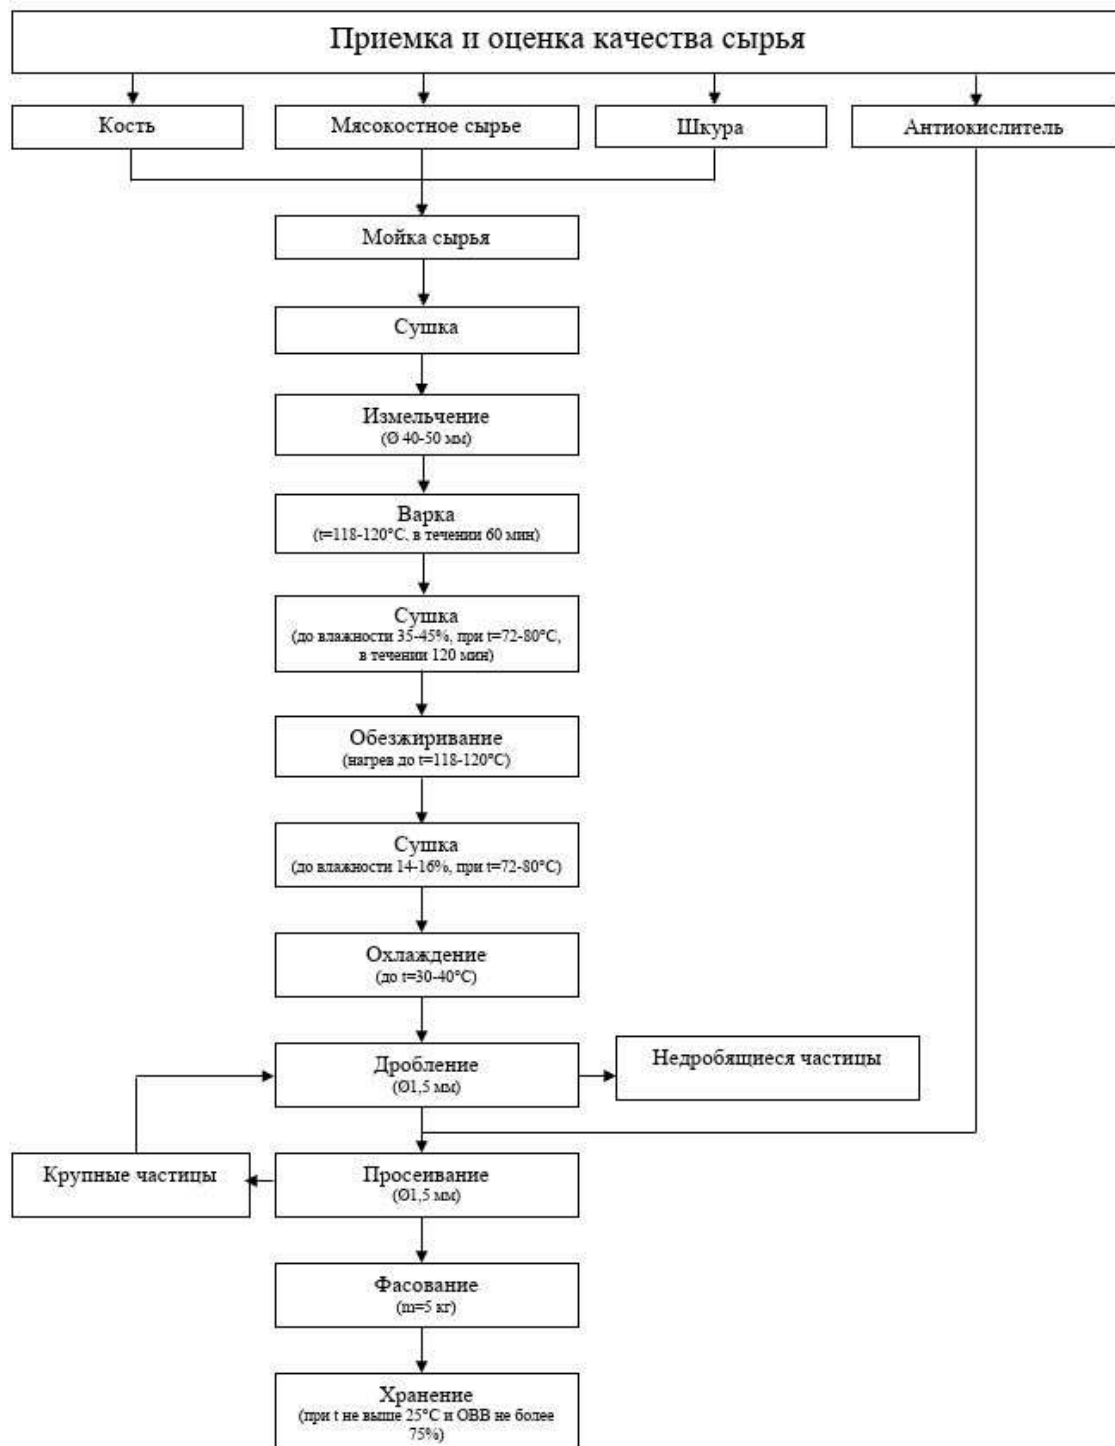 Приемка и оценка качества сырья
Кость
Мясокостное сырье
Шкура
Антиокислитель
Мойка сырья
Сушка
Измельчение
(Ø 40-50 мм)
Варка
(t=118-120°C, в течении 60 мин)
Сушка
(до влажности 35-45%, при t=72-80°C,
в течении 120 мин)
Обезжиривание
(нагрев до t=118-120°C)
Сушка
(до влажности 14-16%, при t=72-80°C)
Охлаждение
(до t=30-40°C)
Дробление
(Ø1,5 мм)
Недробящиеся частицы
Крупные частицы
Просеивание
(Ø1,5 мм)
Фасование
(m=5 кг)
Хранение
(при t не выше 25°C и ОВВ не более
75%)